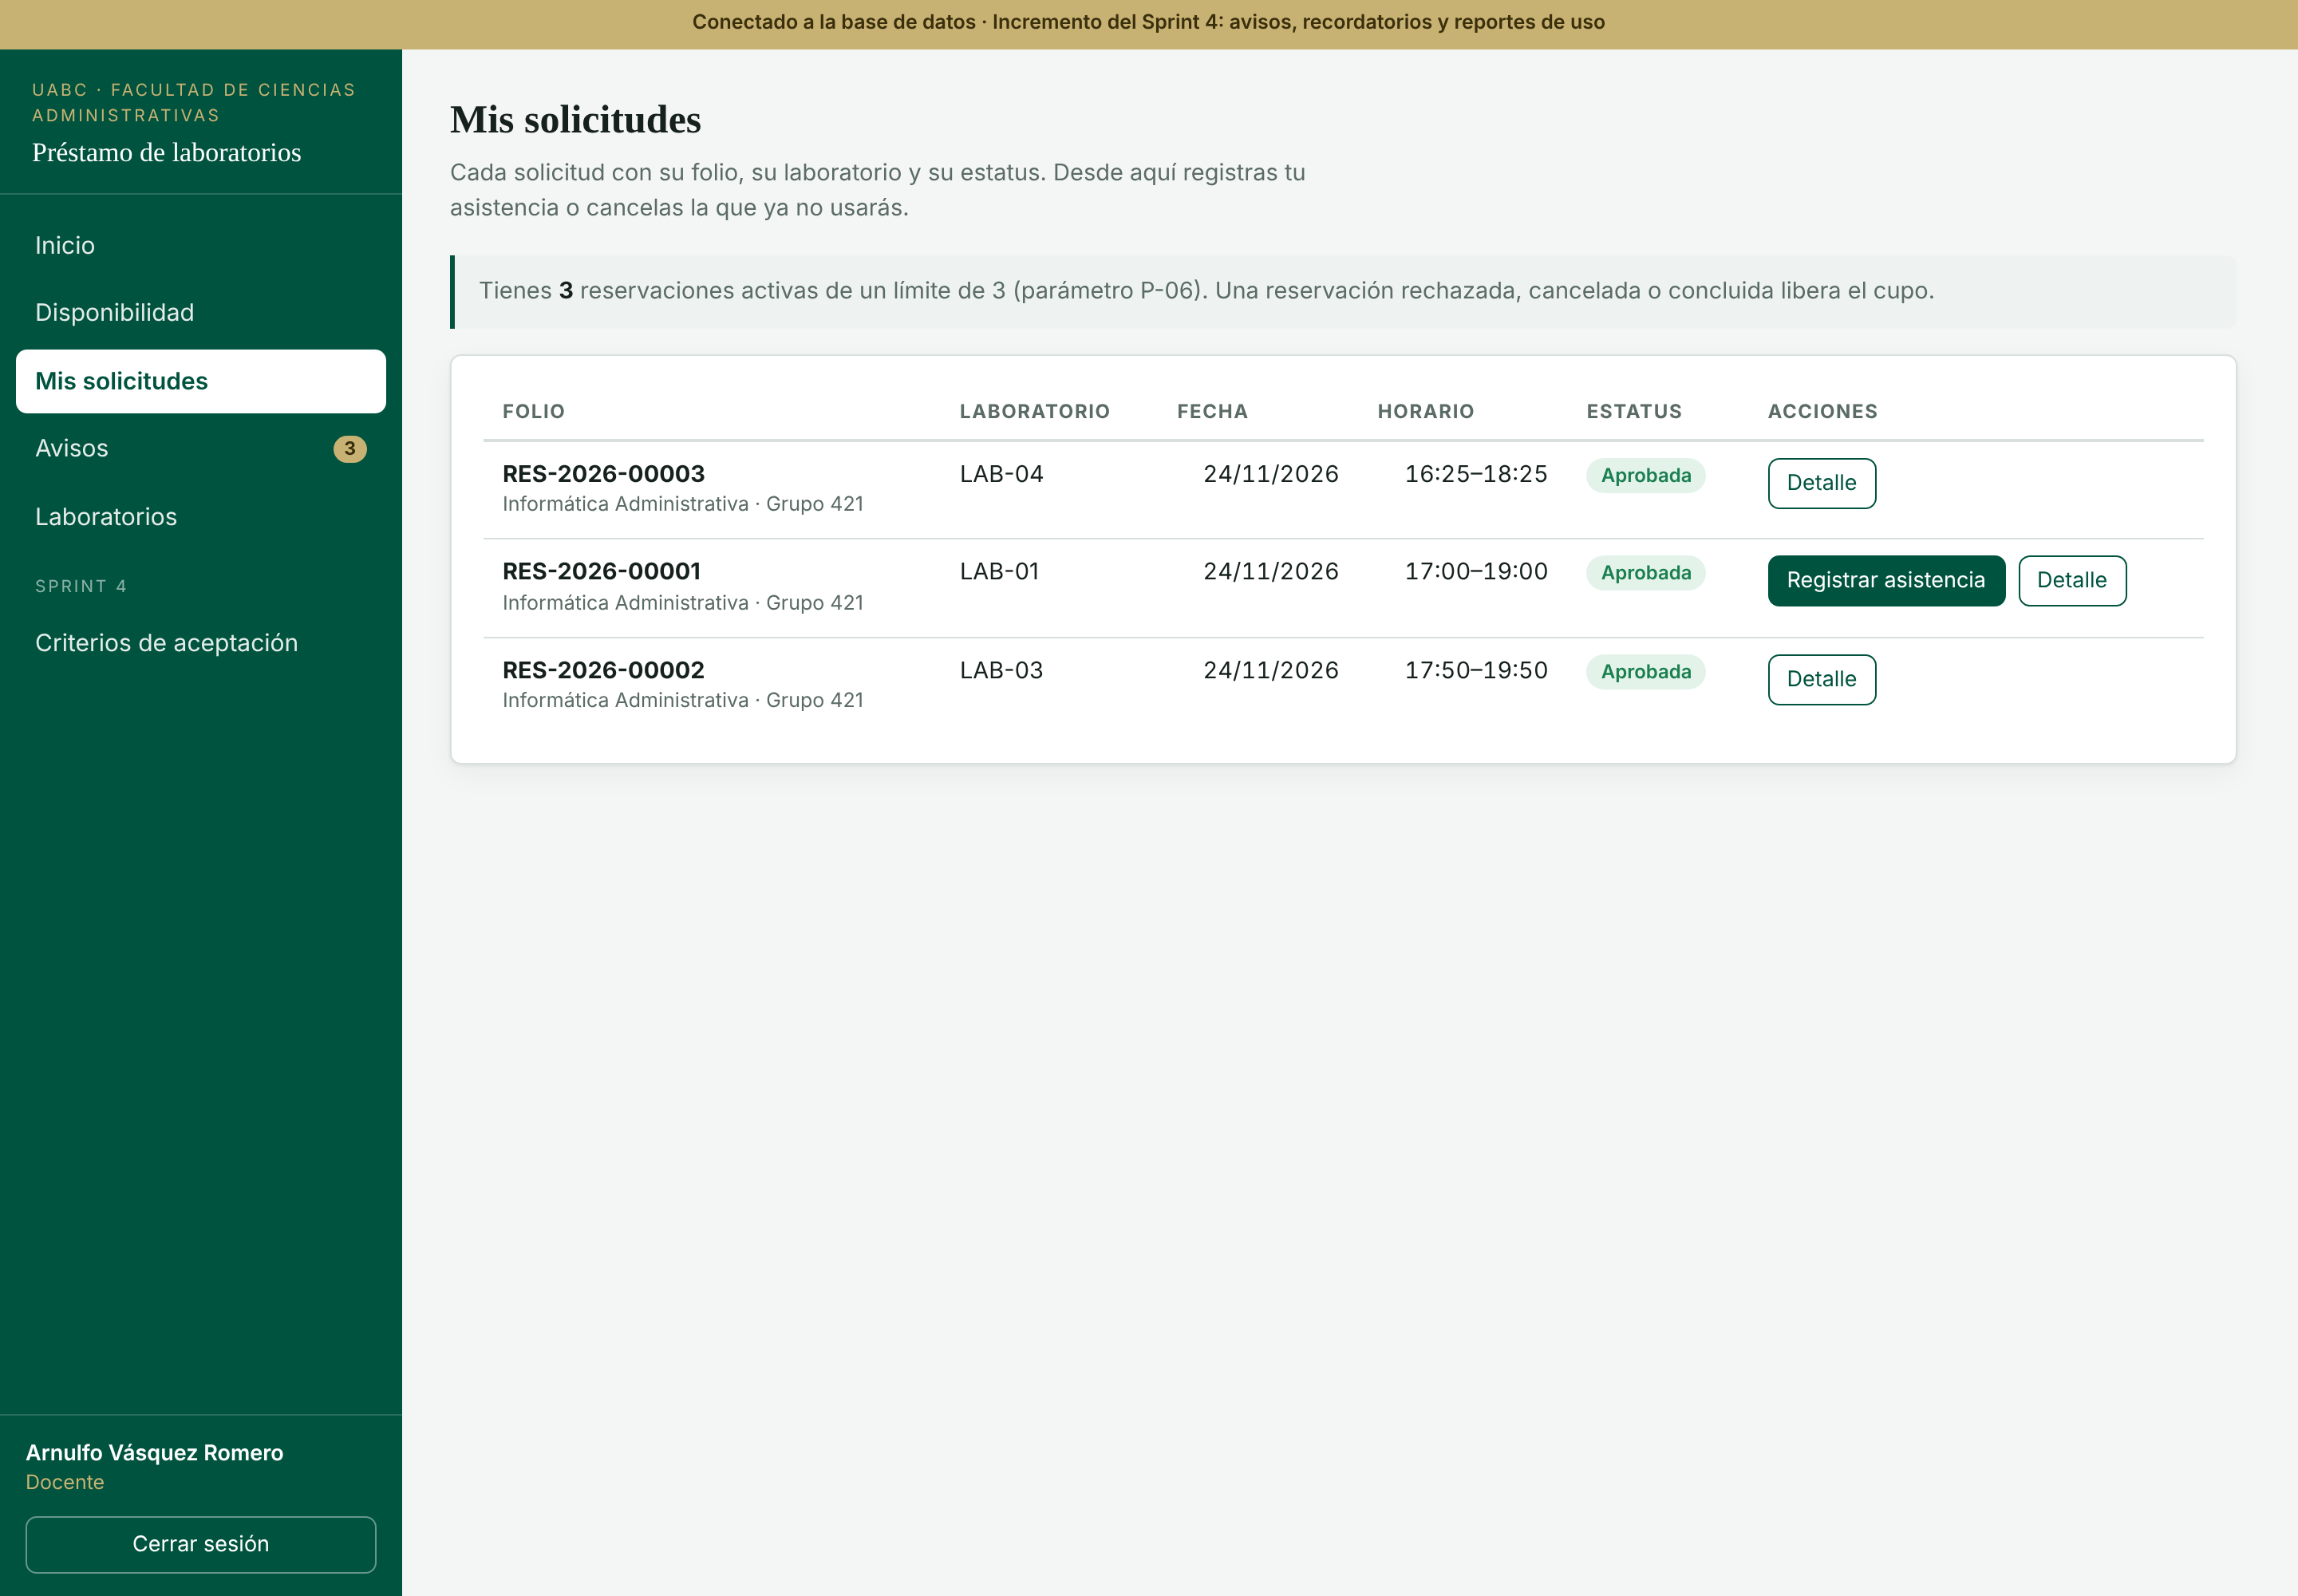 Conectado a la base de datos · Incremento del Sprint 4: avisos, recordatorios y reportes de uso
UABC · FACULTAD DE CIENCIAS
ADMINISTRATIVAS
Préstamo de laboratorios
Inicio
Disponibilidad
Mis solicitudes
Avisos 3
Laboratorios
SPRINT 4
Criterios de aceptación
Arnulfo Vásquez Romero
Docente
Cerrar sesión
Mis solicitudes
Cada solicitud con su folio, su laboratorio y su estatus. Desde aquí registras tu
asistencia o cancelas la que ya no usarás.
Tienes 3 reservaciones activas de un límite de 3 (parámetro P-06). Una reservación rechazada, cancelada o concluida libera el cupo.
FOLIO LABORATORIO FECHA HORARIO ESTATUS ACCIONES
RES-2026-00003 LAB-04 24/11/2026 16:25–18:25 Aprobada Detalle
Informática Administrativa · Grupo 421
RES-2026-00001 LAB-01 24/11/2026 17:00–19:00 Aprobada Registrar asistencia Detalle
Informática Administrativa · Grupo 421
RES-2026-00002 LAB-03 24/11/2026 17:50–19:50 Aprobada Detalle
Informática Administrativa · Grupo 421